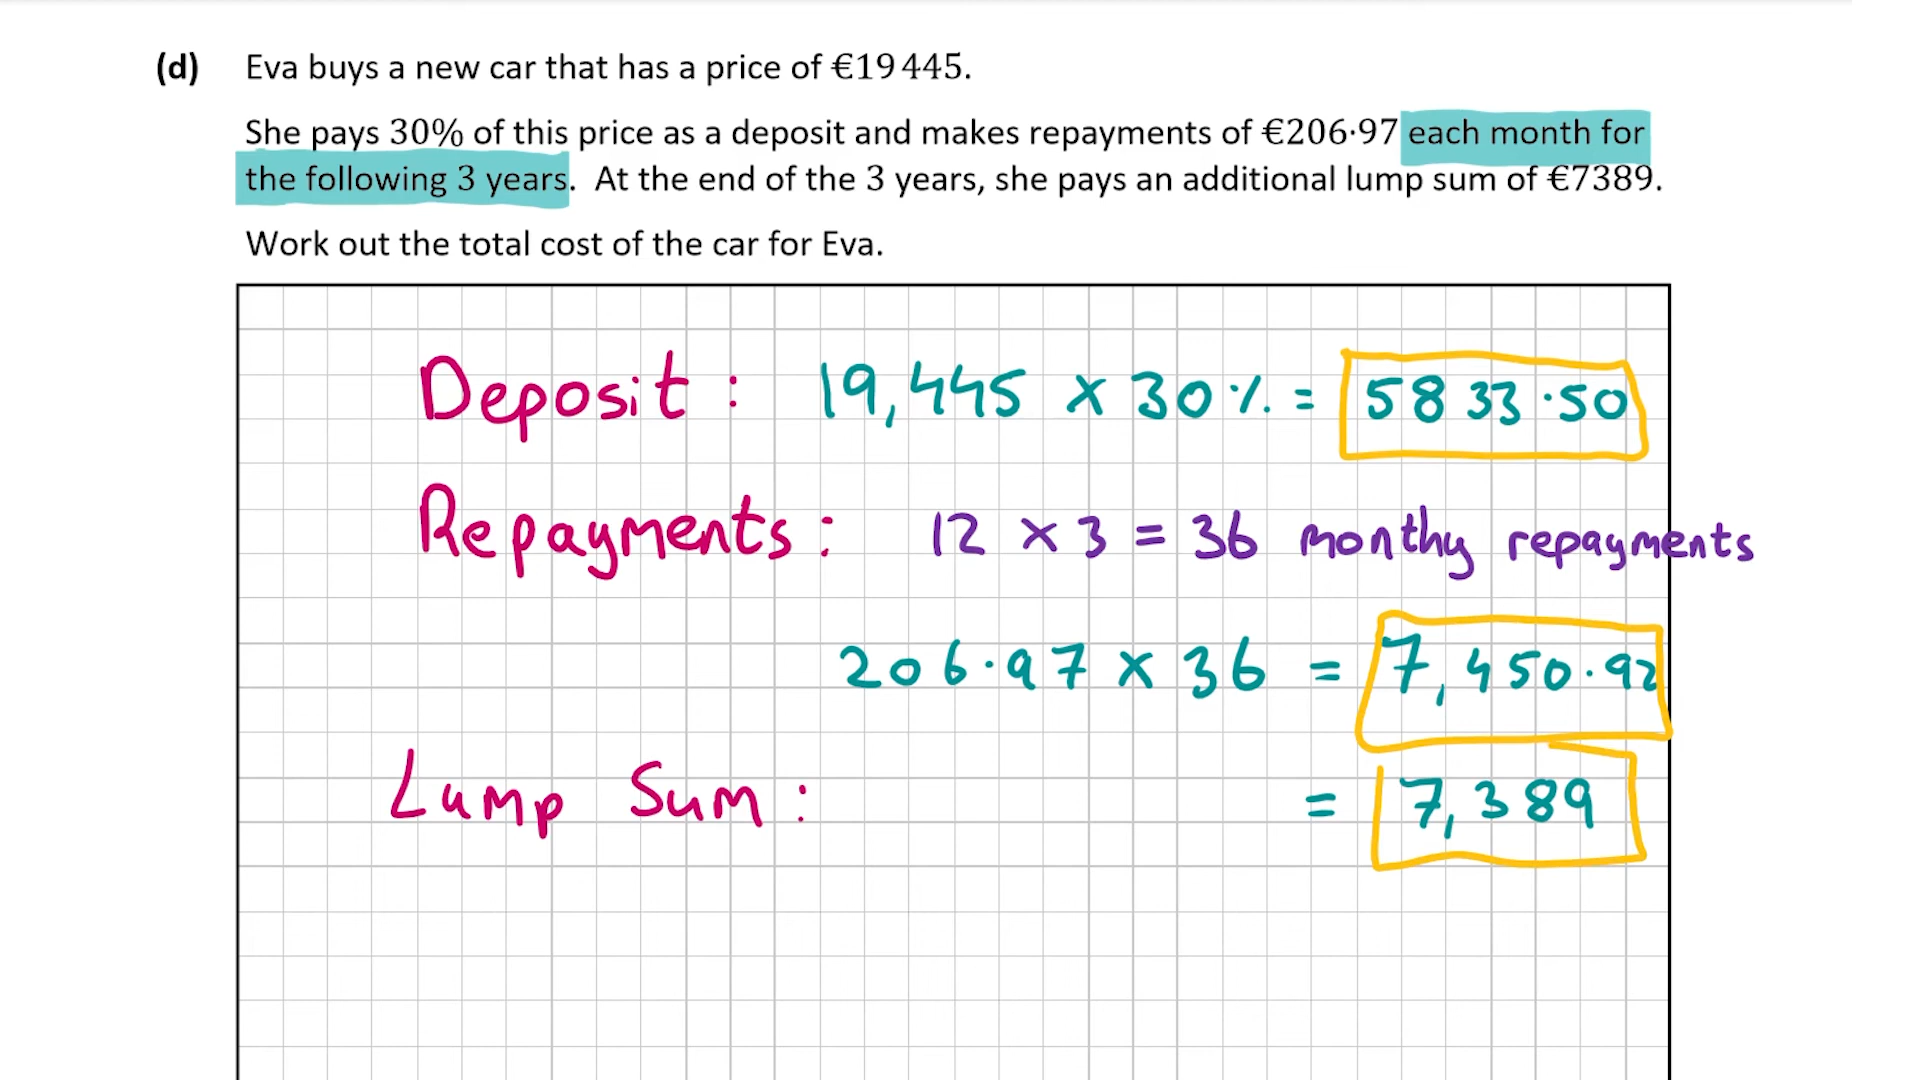 (d) Eva buys a new car that has a price of €19 445.
She pays 30% of this price as a deposit and makes repayments of €206·97 each month for
the following 3 years. At the end of the 3 years, she pays an additional lump sum of €7389.
Work out the total cost of the car for Eva.
Deposit : 19,445 × 30% = 5833·50
Repayments : 12 × 3 = 36 monthy repayments
206·97 × 36 = 7,450·92
Lump Sum : = 7,389